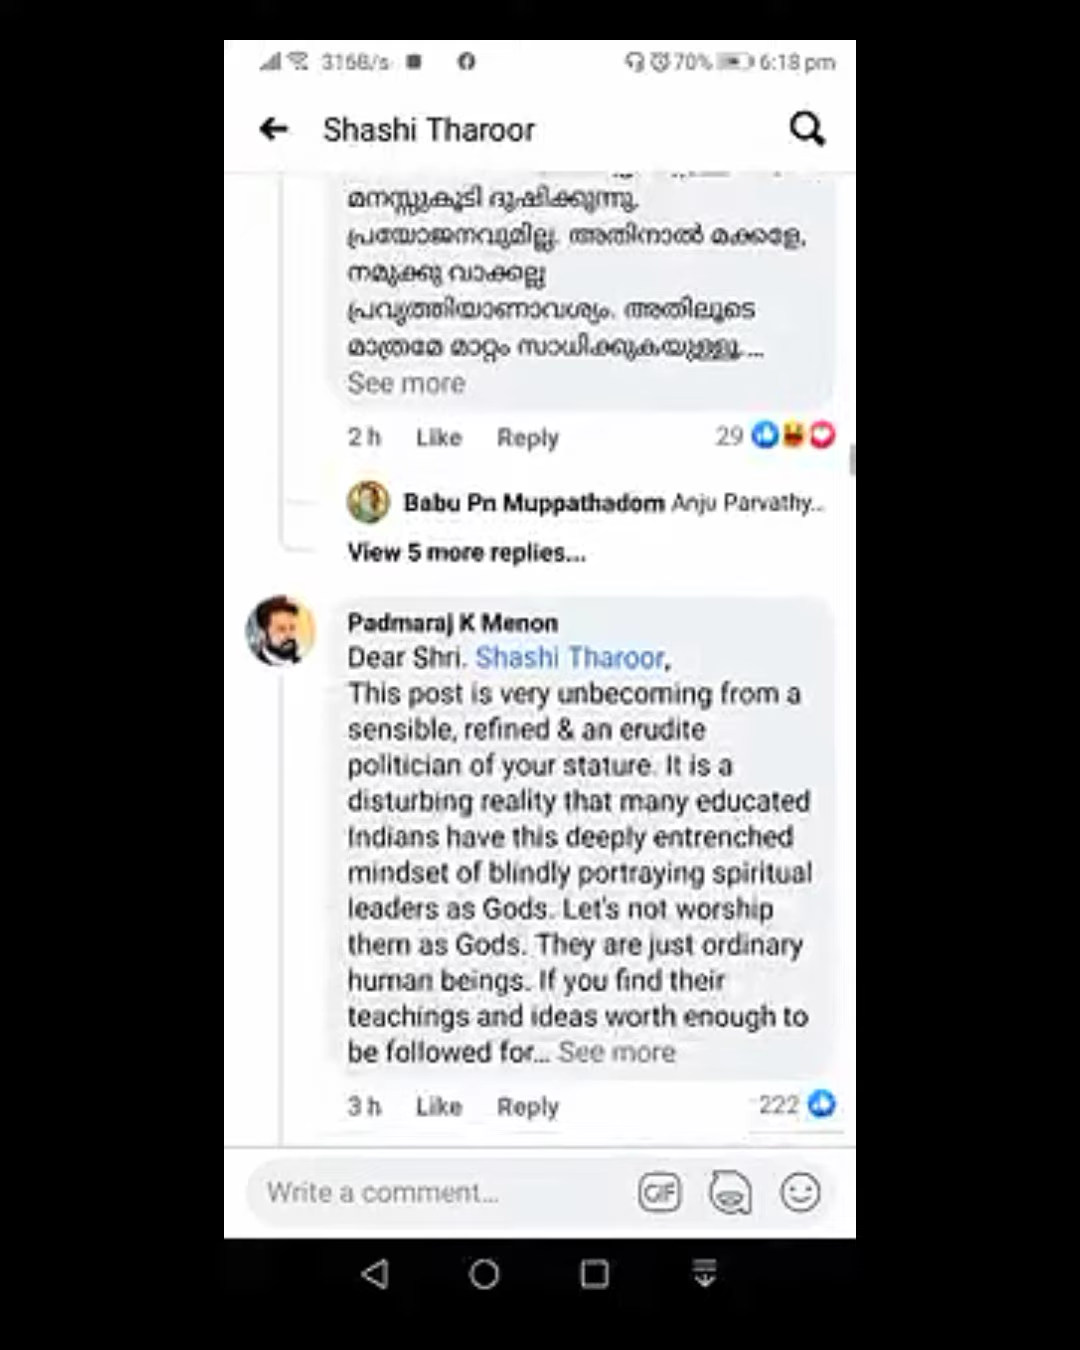 316B/s 70% 6:18 pm
Shashi Tharoor
മനസ്സുകൂടി ദുഷിക്കുന്നു.
പ്രയോജനവുമില്ല. അതിനാൽ മക്കളേ,
നമുക്കു വാക്കല്ല
പ്രവൃത്തിയാണാവശ്യം. അതിലൂടെ
മാത്രമേ മാറ്റം സാധിക്കുകയുള്ളൂ....
See more
2 h Like Reply 29
Babu Pn Muppathadom Anju Parvathy...
View 5 more replies...
Padmaraj K Menon
Dear Shri. Shashi Tharoor,
This post is very unbecoming from a
sensible, refined & an erudite
politician of your stature. It is a
disturbing reality that many educated
Indians have this deeply entrenched
mindset of blindly portraying spiritual
leaders as Gods. Let's not worship
them as Gods. They are just ordinary
human beings. If you find their
teachings and ideas worth enough to
be followed for... See more
3 h Like Reply 222
Write a comment... GIF